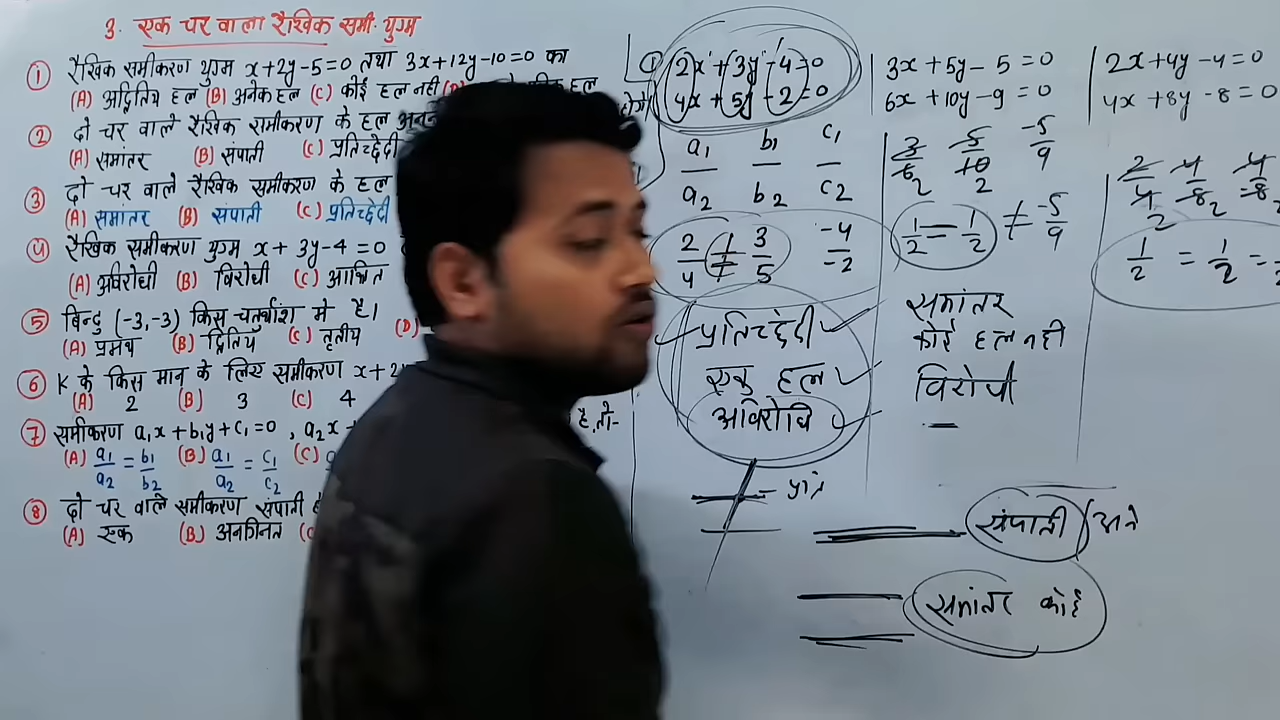 3. एक चर वाला रैखिक समी. युग्म
① रैखिक समीकरण युग्म x+2y-5=0 तथा 3x+12y-10=0 का
(A) अद्वितिय हल (B) अनेक हल (C) कोई हल नही (D) हल
② दो चर वाले रैखिक समीकरण के हल
(A) समांतर (B) संपाती (C) प्रतिच्छेदी
③ दो चर वाले रैखिक समीकरण के हल
(A) समांतर (B) संपाती (C) प्रतिच्छेदी
④ रैखिक समीकरण युग्म x+3y-4=0
(A) अविरोधी (B) विरोधी (C) आश्रित
⑤ बिन्दु (-3,-3) किस चतुर्थांश मे है।
(A) प्रथम (B) द्वितिय (C) तृतीय (D)
⑥ K के किस मान के लिए समीकरण x+2
(A) 2 (B) 3 (C) 4
⑦ समीकरण a₁x+b₁y+c₁=0, a₂x है, तो-
(A) a₁/a₂ = b₁/b₂ (B) a₁/a₂ = c₁/c₂ (C)
⑧ दो चर वाले समीकरण संपाती
(A) एक (B) अनगिनत
2x+3y-4=0
4x+5y-2=0
a₁/a₂ b₁/b₂ c₁/c₂
2/4 ≠ 3/5 -4/-2
प्रतिच्छेदी
एक हल
अविरोधि
3x+5y-5=0
6x+10y-9=0
3/6 5/10 -5/9
2 2
1/2 = 1/2 ≠ -5/9
समांतर
कोई हल नही
विरोधी
2x+4y-4=0
4x+8y-8=0
2/4 4/8 4/-8
2 2 2
1/2 = 1/2 =
संपाती
समांतर कोई